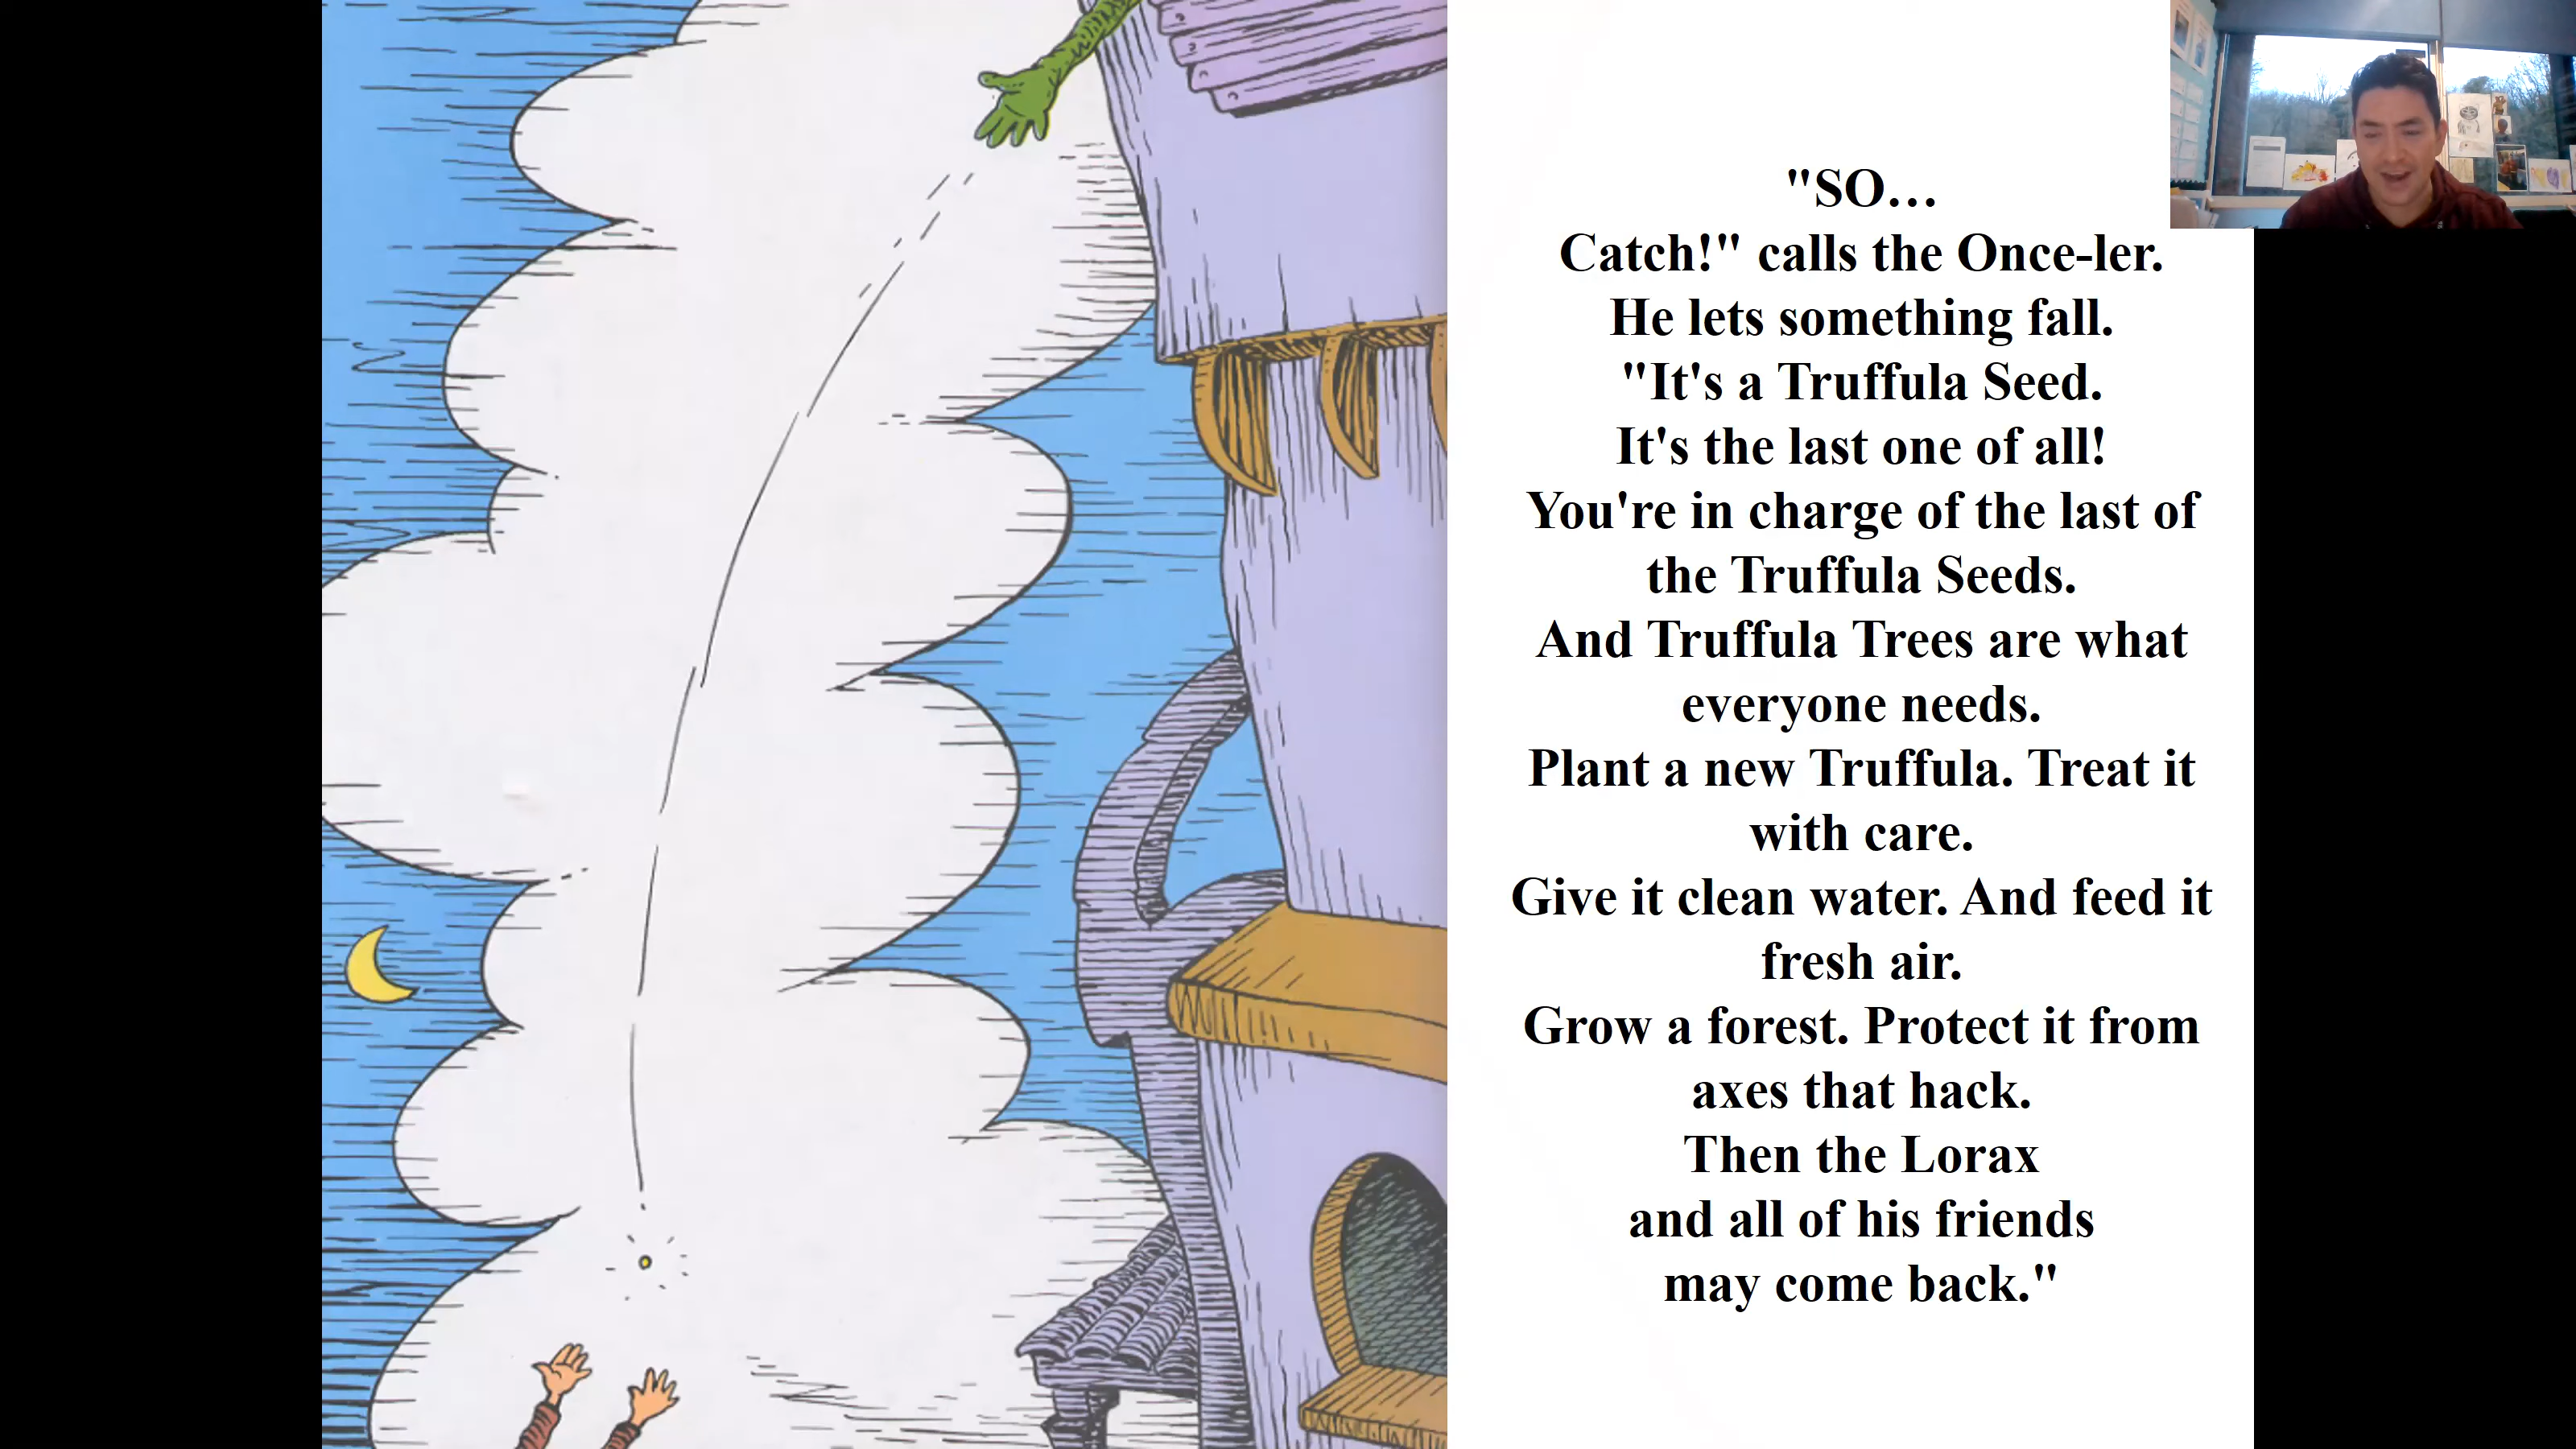 "SO…
Catch!" calls the Once-ler.
He lets something fall.
"It's a Truffula Seed.
It's the last one of all!
You're in charge of the last of
the Truffula Seeds.
And Truffula Trees are what
everyone needs.
Plant a new Truffula. Treat it
with care.
Give it clean water. And feed it
fresh air.
Grow a forest. Protect it from
axes that hack.
Then the Lorax
and all of his friends
may come back."